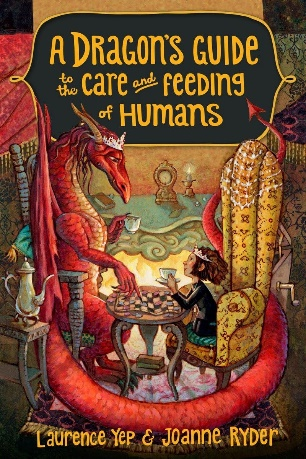 A DRAGON'S GUIDE
to the CARE and FEEDING
of HUMANS
LAURENCE YEP & JOANNE RYDER